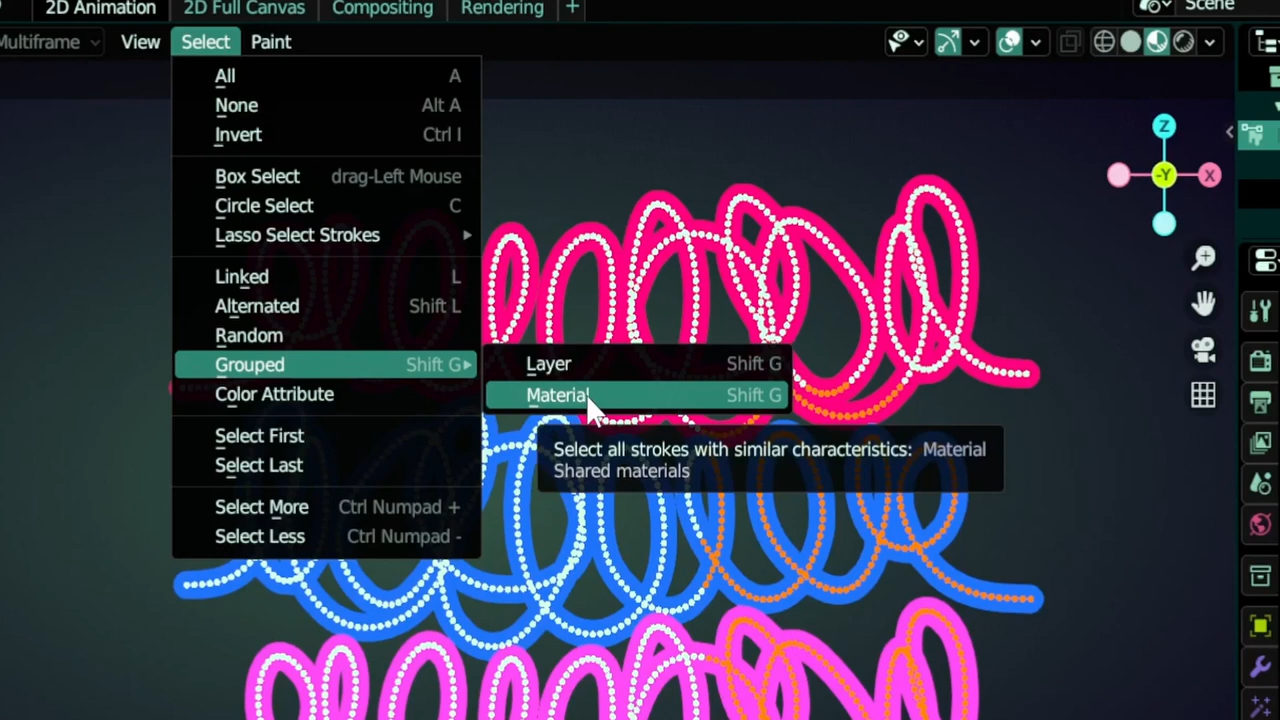 2D Animation 2D Full Canvas Compositing Rendering + Scene
Multiframe View Select Paint
All A
None Alt A
Invert Ctrl I
Box Select drag-Left Mouse
Circle Select C
Lasso Select Strokes
Linked L
Alternated Shift L
Random
Grouped Shift G
Color Attribute
Select First
Select Last
Select More Ctrl Numpad +
Select Less Ctrl Numpad -
Layer Shift G
Material Shift G
Select all strokes with similar characteristics: Material
Shared materials
Z
-Y
X